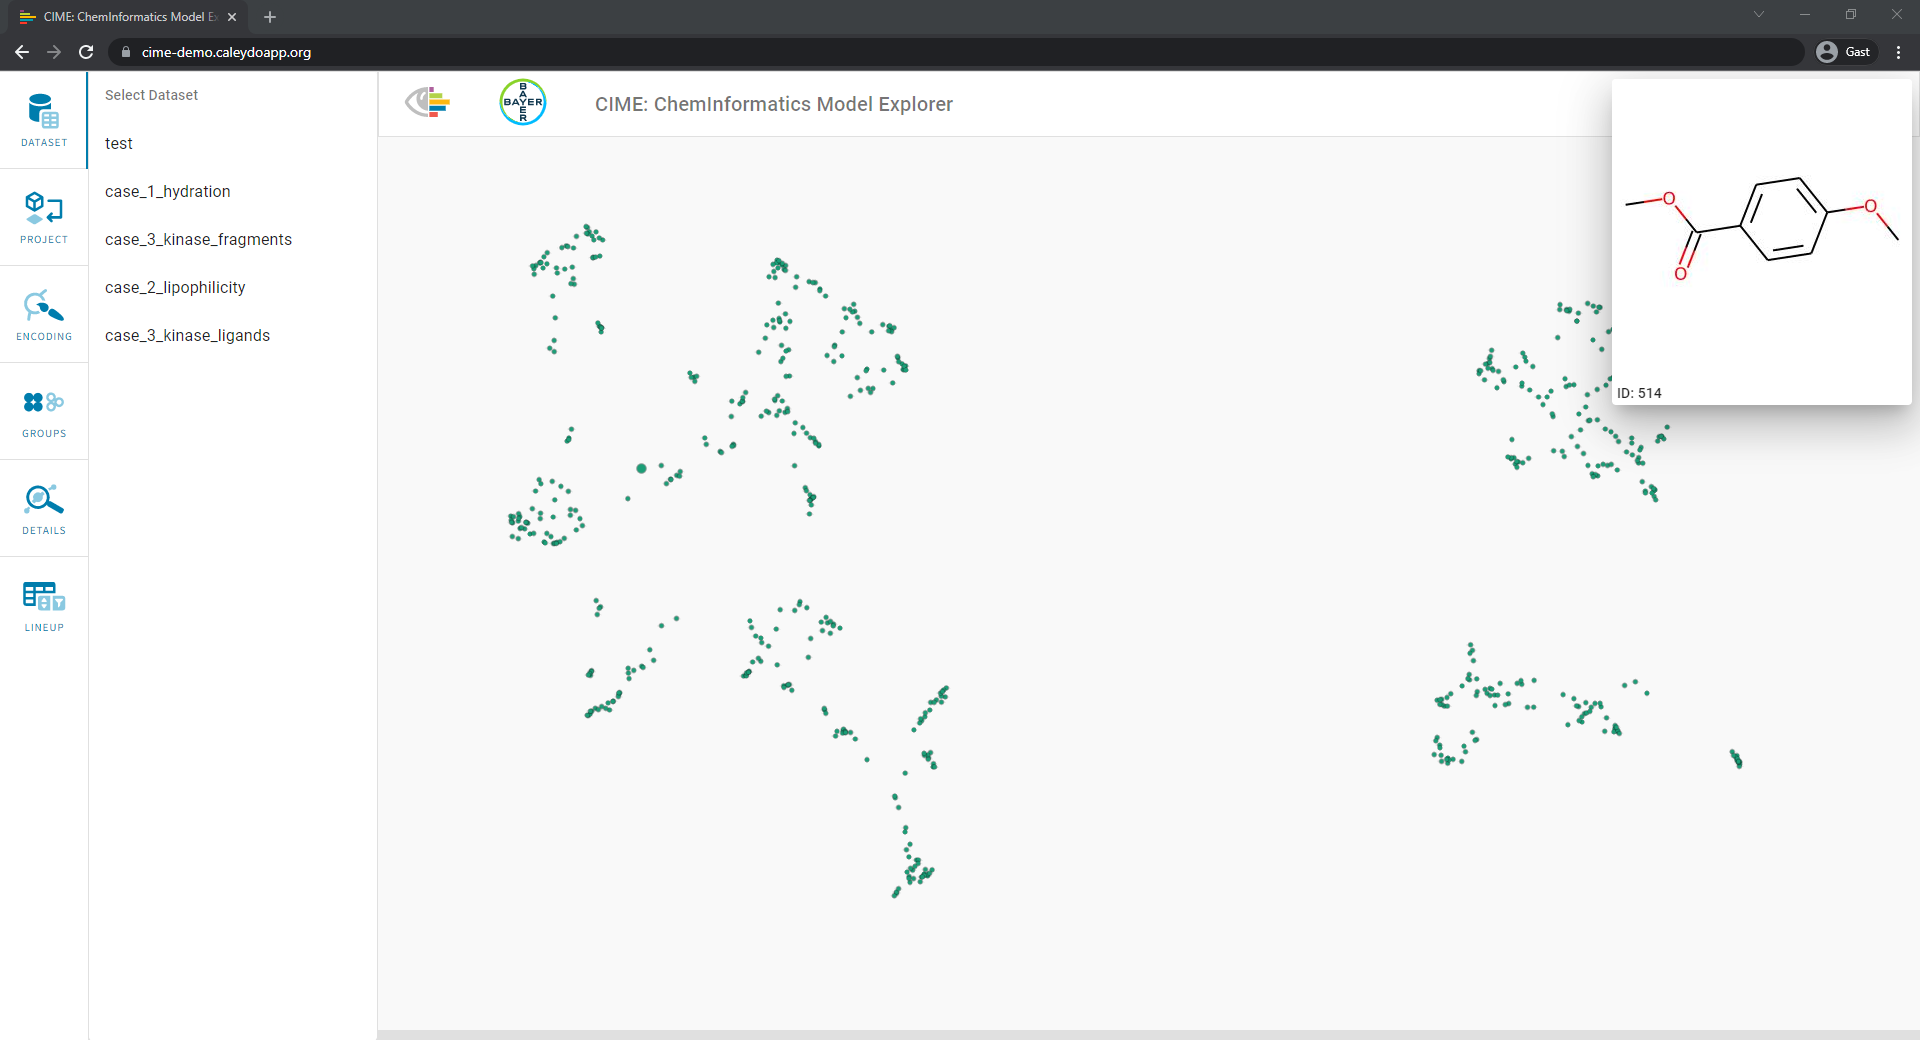 CIME: ChemInformatics Model E
cime-demo.caleydoapp.org
Gast
DATASET
PROJECT
ENCODING
GROUPS
DETAILS
LINEUP
Select Dataset
test
case_1_hydration
case_3_kinase_fragments
case_2_lipophilicity
case_3_kinase_ligands
BAYER
BAYER
CIME: ChemInformatics Model Explorer
O
O
O
ID: 514